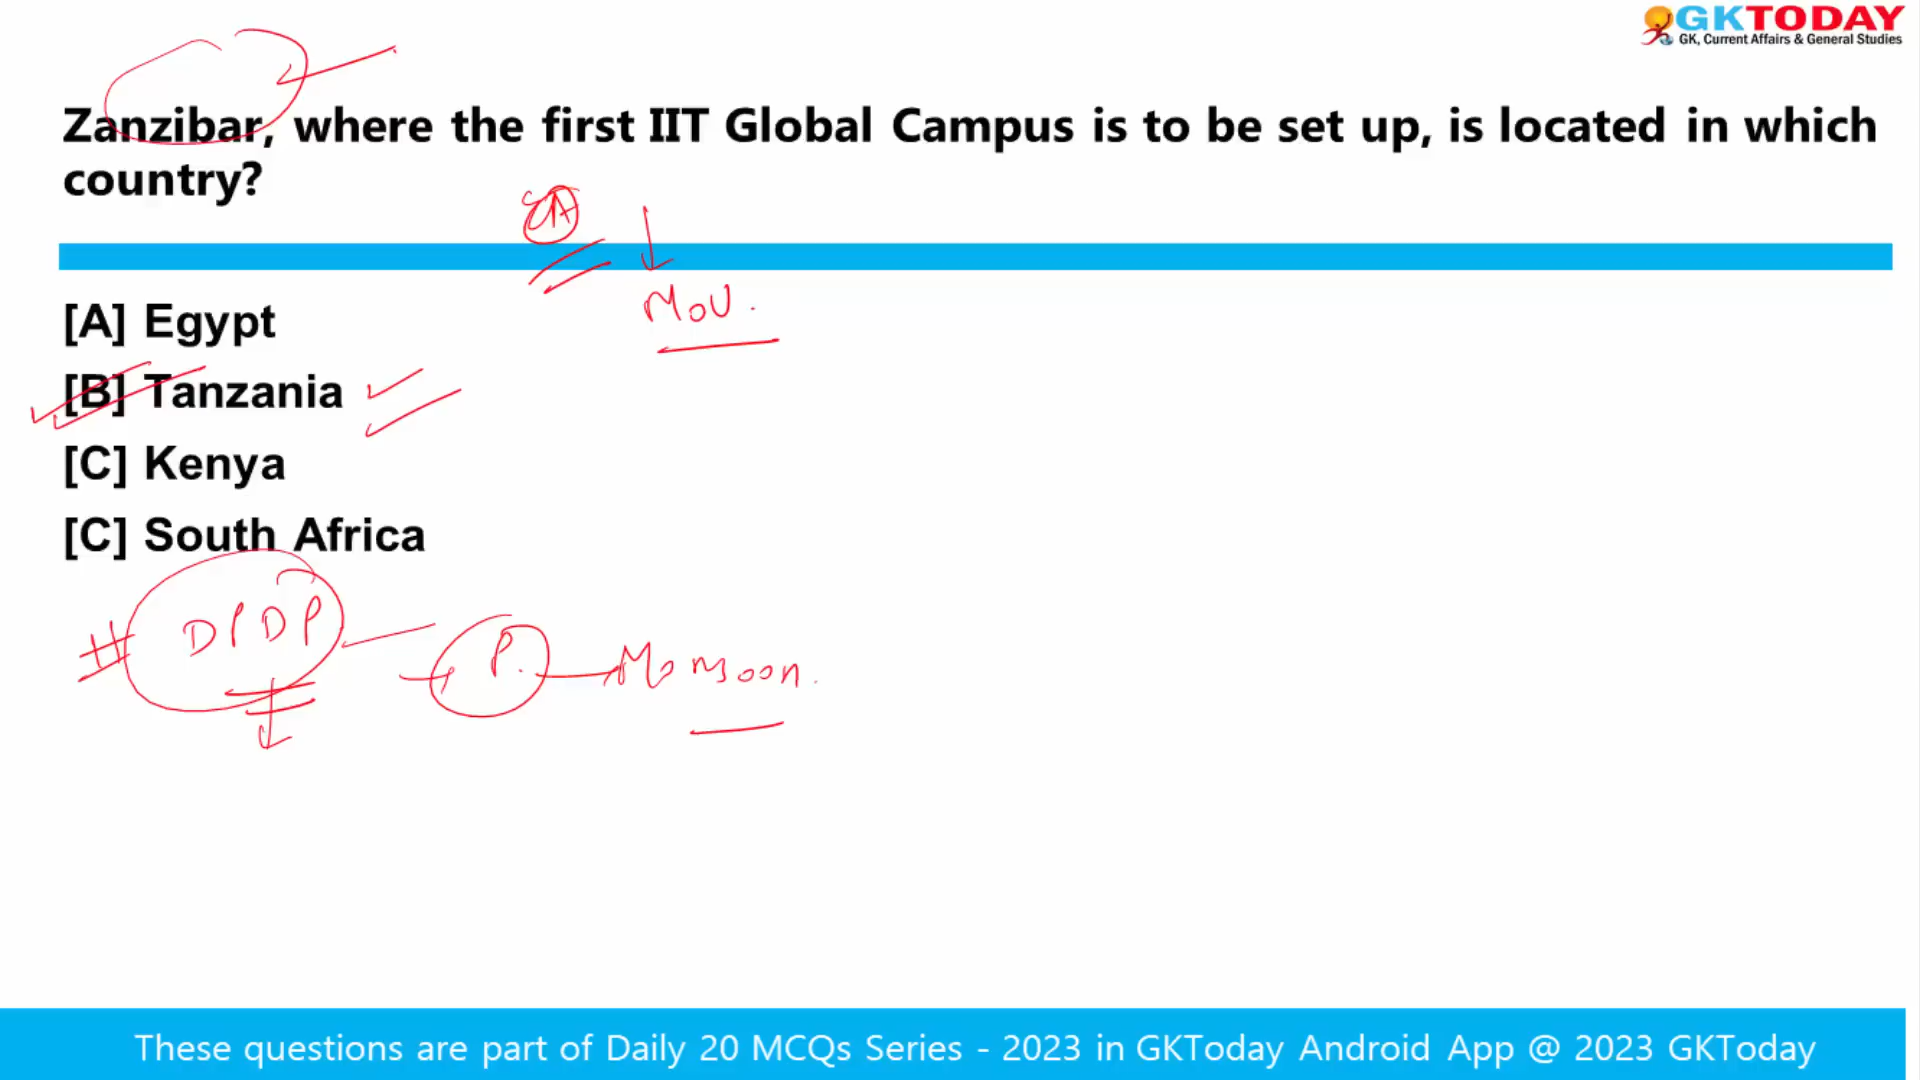 GKTODAY
GK, Current Affairs & General Studies
Zanzibar, where the first IIT Global Campus is to be set up, is located in which
country?
MoU.
[A] Egypt
[B] Tanzania
[C] Kenya
[C] South Africa
# DPDP P. Monsoon.
These questions are part of Daily 20 MCQs Series - 2023 in GKToday Android App @ 2023 GKToday